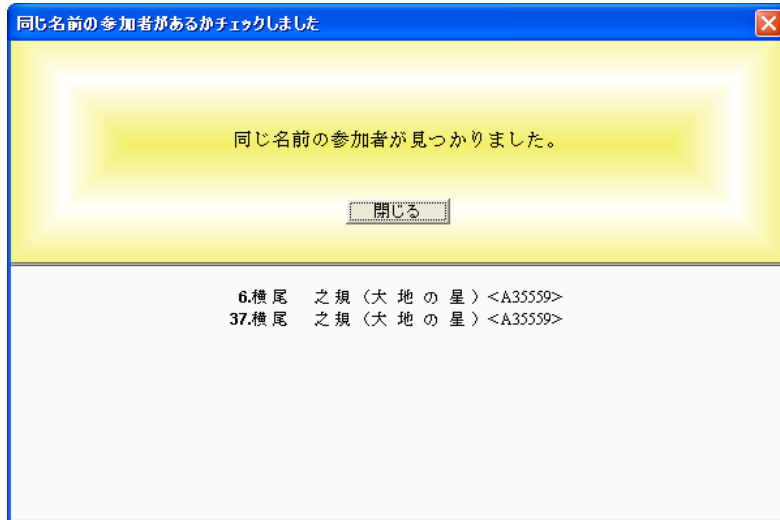 同じ名前の参加者があるかチェックしました
同じ名前の参加者が見つかりました。
閉じる
6.横尾　之規（大地の星）<A35559>
37.横尾　之規（大地の星）<A35559>